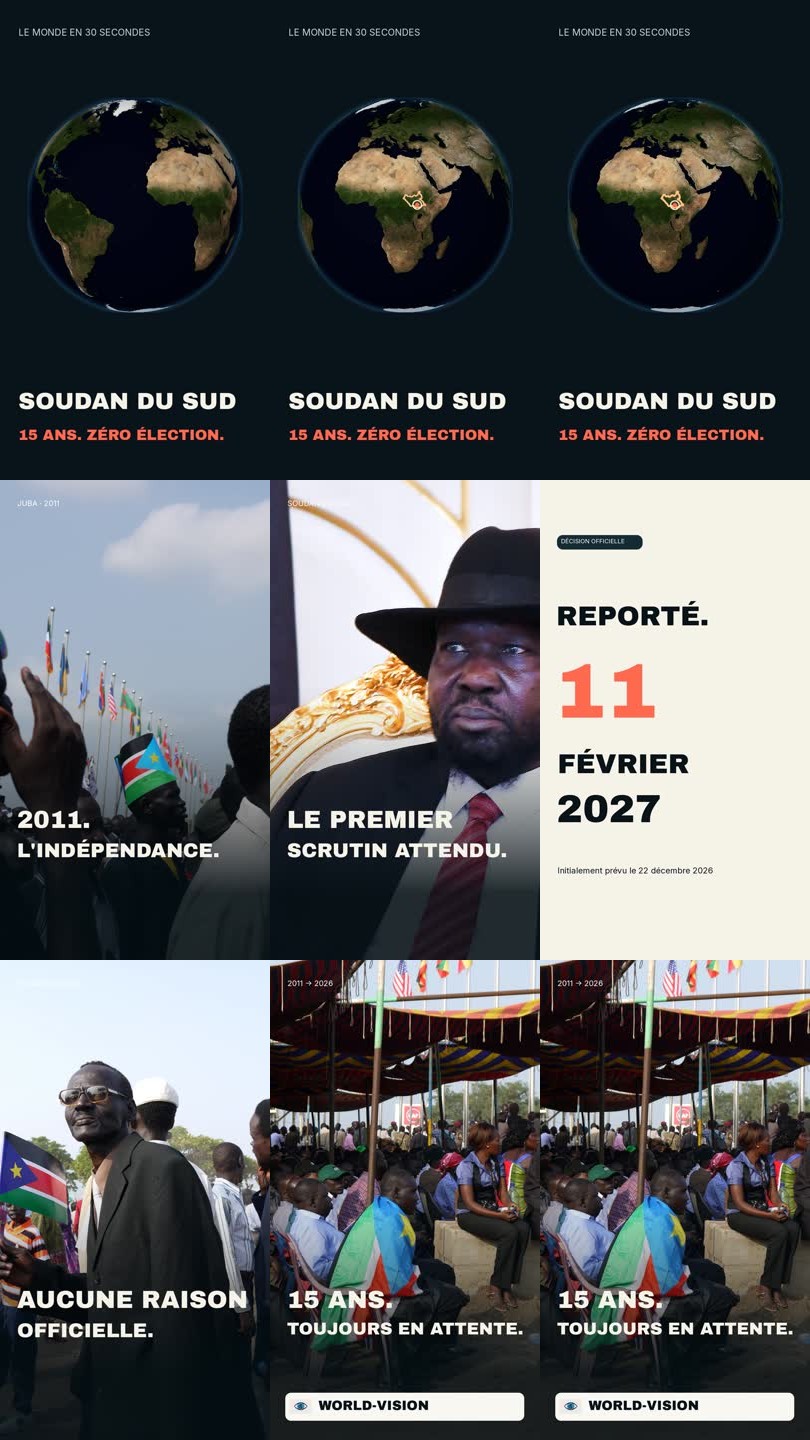 LE MONDE EN 30 SECONDES
SOUDAN DU SUD
15 ANS. ZÉRO ÉLECTION.
LE MONDE EN 30 SECONDES
SOUDAN DU SUD
15 ANS. ZÉRO ÉLECTION.
LE MONDE EN 30 SECONDES
SOUDAN DU SUD
15 ANS. ZÉRO ÉLECTION.
JUBA · 2011
2011.
L'INDÉPENDANCE.
LE PREMIER
SCRUTIN ATTENDU.
DÉCISION OFFICIELLE
REPORTÉ.
11
FÉVRIER
2027
Initialement prévu le 22 décembre 2026
AUCUNE RAISON
OFFICIELLE.
2011 → 2026
15 ANS.
TOUJOURS EN ATTENTE.
WORLD-VISION
2011 → 2026
15 ANS.
TOUJOURS EN ATTENTE.
WORLD-VISION